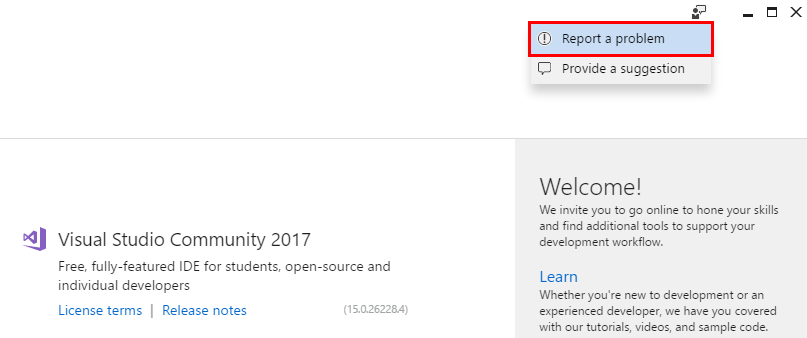 Report a problem
Provide a suggestion
Visual Studio Community 2017
Free, fully-featured IDE for students, open-source and
individual developers
License terms | Release notes (15.0.26228.4)
Welcome!
We invite you to go online to hone your skills
and find additional tools to support your
development workflow.
Learn
Whether you're new to development or an
experienced developer, we have you covered
with our tutorials, videos, and sample code.